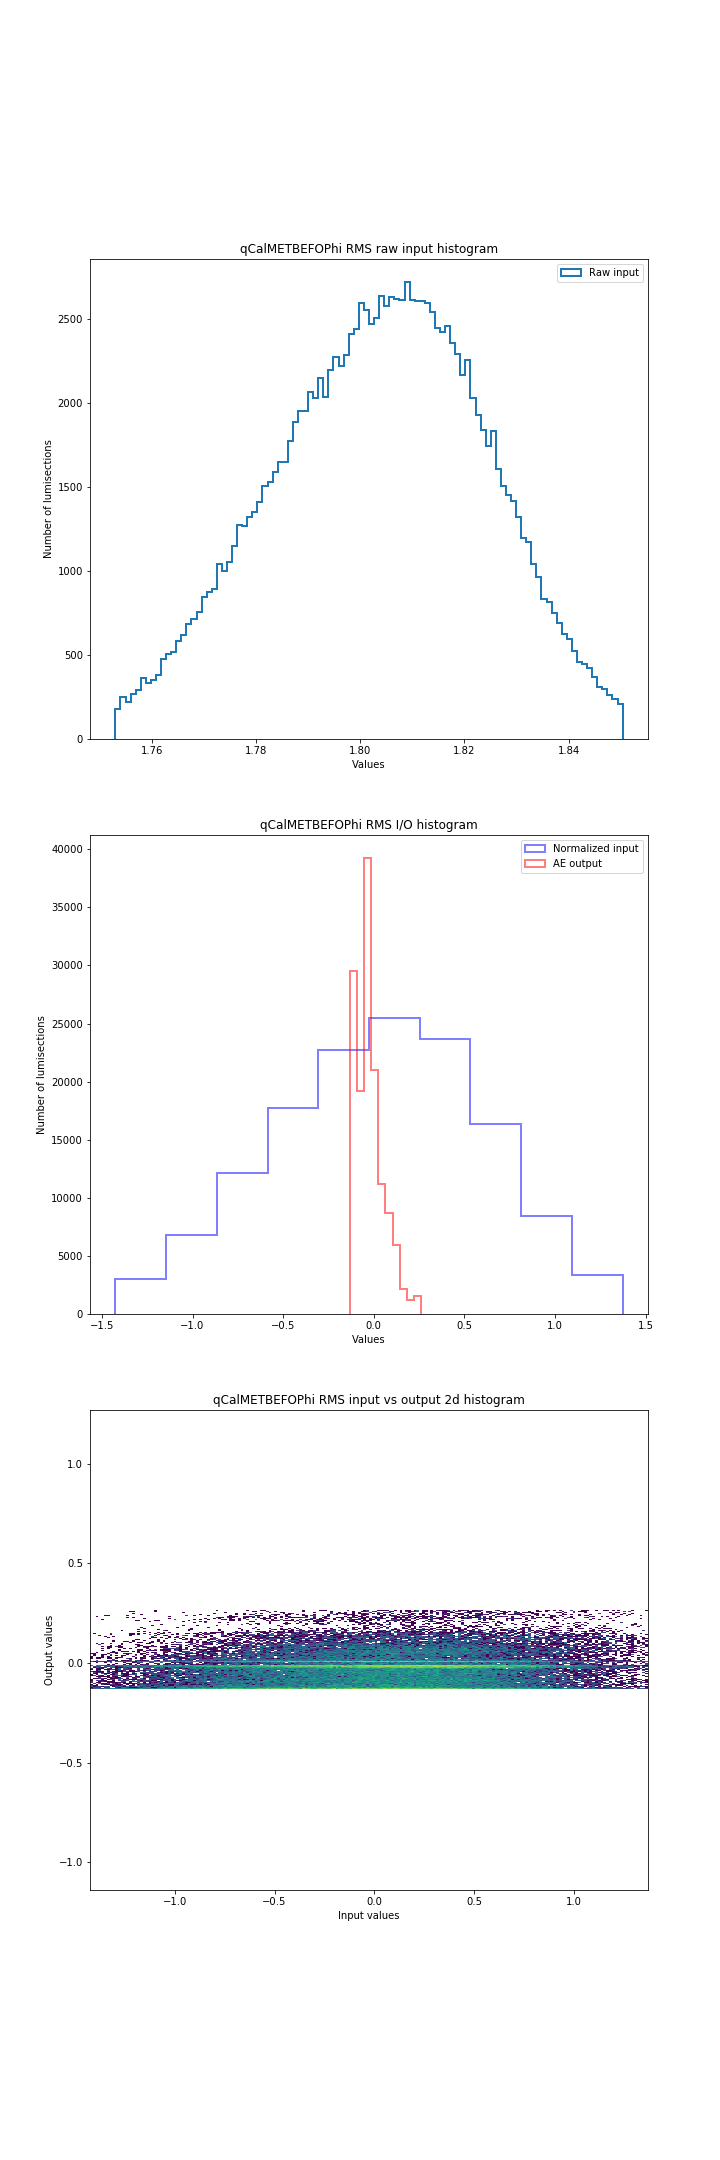 qCalMETBEFOPhi RMS raw input histogram
Raw input
2500
2000
1500
1000
500
0
Number of lumisections
1.76 1.78 1.80 1.82 1.84
Values
qCalMETBEFOPhi RMS I/O histogram
Normalized input
AE output
40000
35000
30000
25000
20000
15000
10000
5000
0
Number of lumisections
−1.5 −1.0 −0.5 0.0 0.5 1.0 1.5
Values
qCalMETBEFOPhi RMS input vs output 2d histogram
1.0
0.5
0.0
−0.5
−1.0
Output values
−1.0 −0.5 0.0 0.5 1.0
Input values